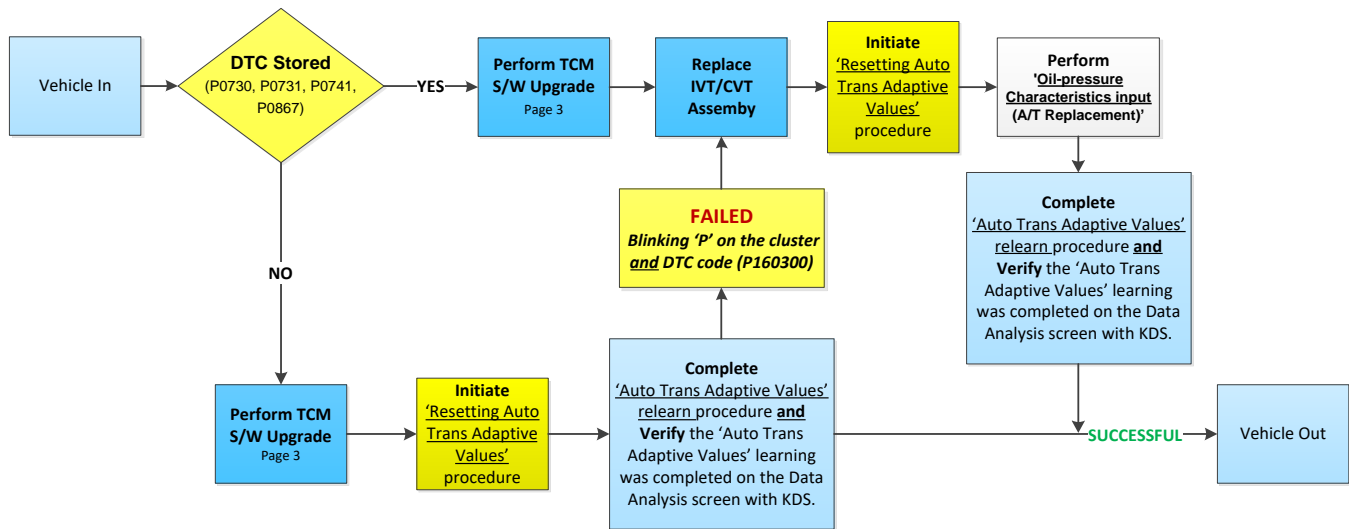 Vehicle In
DTC Stored
(P0730, P0731, P0741,
P0867)
YES
Perform TCM
S/W Upgrade
Page 3
Replace
IVT/CVT
Assemby
Initiate
‘Resetting Auto
Trans Adaptive
Values’
procedure
Perform
'Oil-pressure
Characteristics input
(A/T Replacement)’
FAILED
Blinking ‘P’ on the cluster
and DTC code (P160300)
Complete
‘Auto Trans Adaptive Values’
relearn procedure and
Verify the ‘Auto Trans
Adaptive Values’ learning
was completed on the Data
Analysis screen with KDS.
NO
Perform TCM
S/W Upgrade
Page 3
Initiate
‘Resetting Auto
Trans Adaptive
Values’
procedure
Complete
‘Auto Trans Adaptive Values’
relearn procedure and
Verify the ‘Auto Trans
Adaptive Values’ learning
was completed on the Data
Analysis screen with KDS.
SUCCESSFUL
Vehicle Out